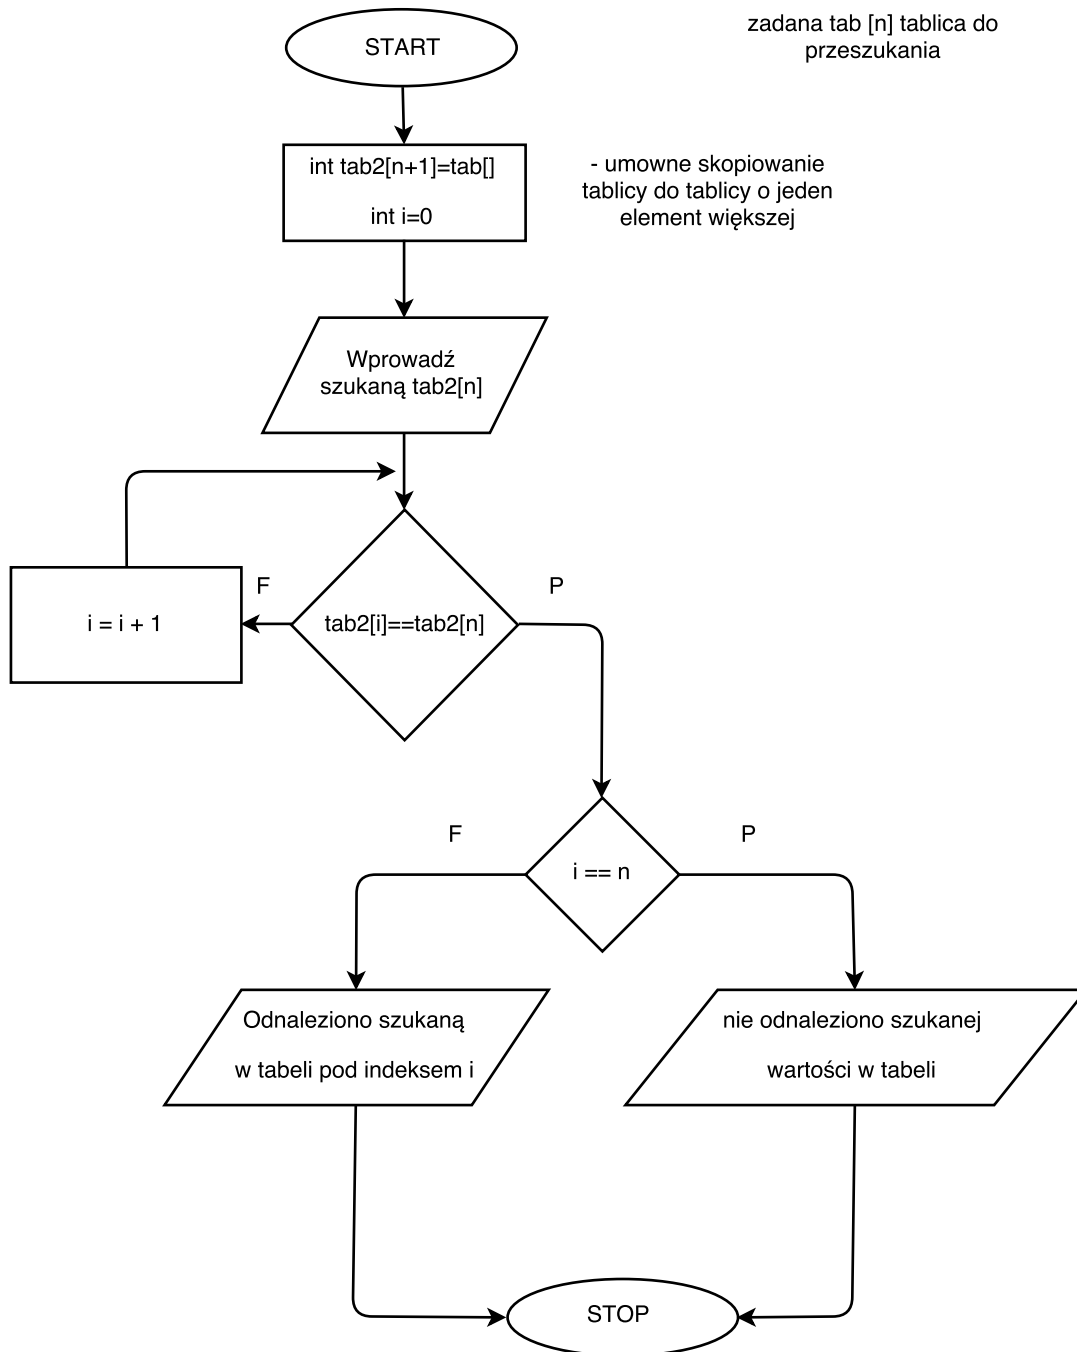 START
zadana tab [n] tablica do
przeszukania
int tab2[n+1]=tab[]
int i=0
- umowne skopiowanie
tablicy do tablicy o jeden
element większej
Wprowadź
szukaną tab2[n]
F
P
i = i + 1
tab2[i]==tab2[n]
F
P
i == n
Odnaleziono szukaną
w tabeli pod indeksem i
nie odnaleziono szukanej
wartości w tabeli
STOP